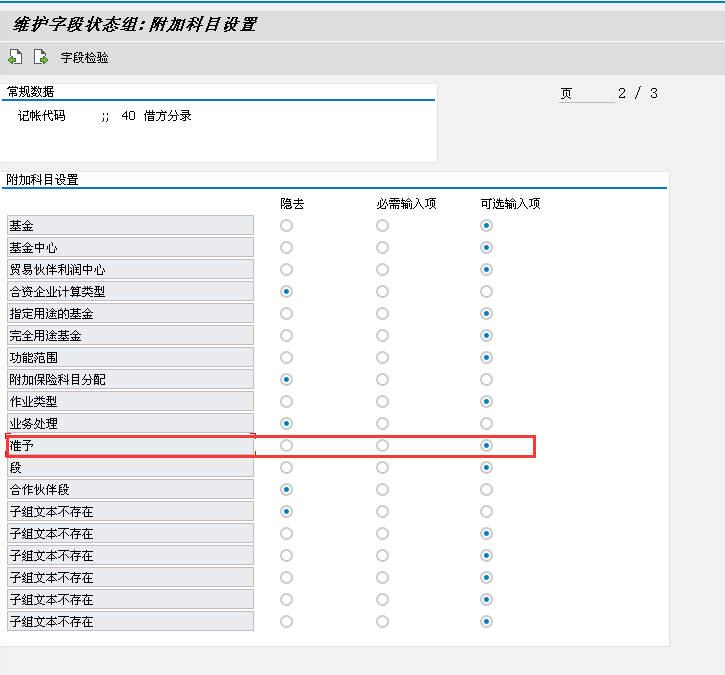 维护字段状态组:附加科目设置
字段检验
常规数据
页 2 / 3
记帐代码 ;; 40 借方分录
附加科目设置
隐去 必需输入项 可选输入项
基金
基金中心
贸易伙伴利润中心
合资企业计算类型
指定用途的基金
完全用途基金
功能范围
附加保险科目分配
作业类型
业务处理
准予
段
合作伙伴段
子组文本不存在
子组文本不存在
子组文本不存在
子组文本不存在
子组文本不存在
子组文本不存在